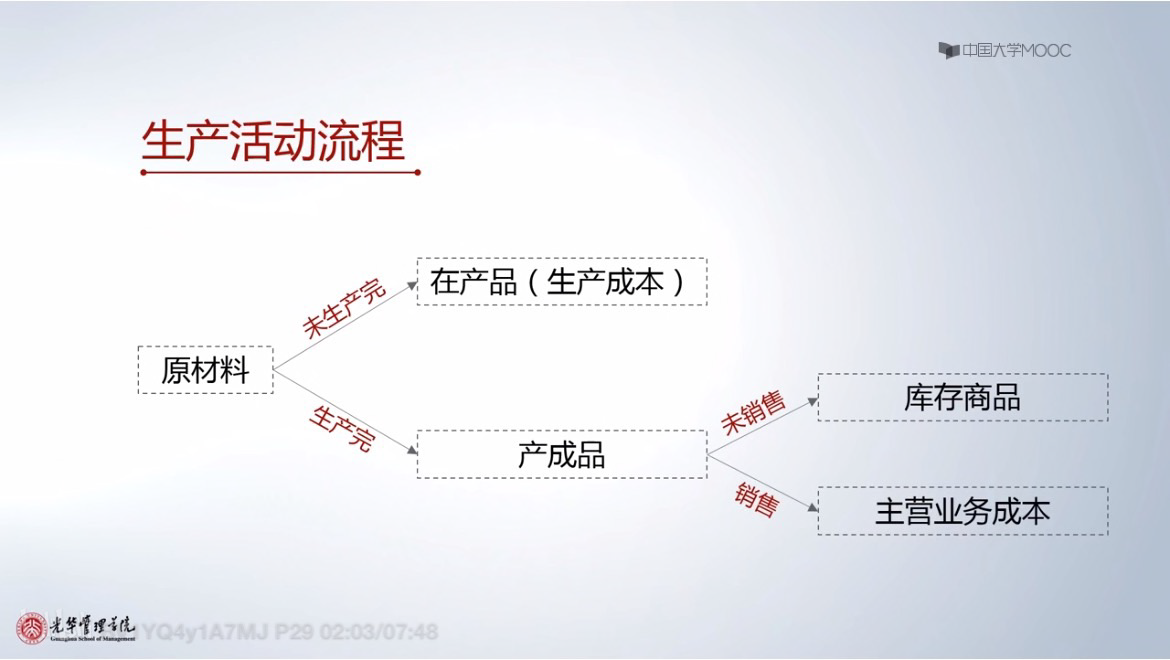 中国大学MOOC
生产活动流程
未生产完
在产品（生产成本）
原材料
生产完
产成品
未销售
库存商品
销售
主营业务成本
光华管理学院
Guanghua School of Management
YQ4y1A7MJ P29 02:03/07:48